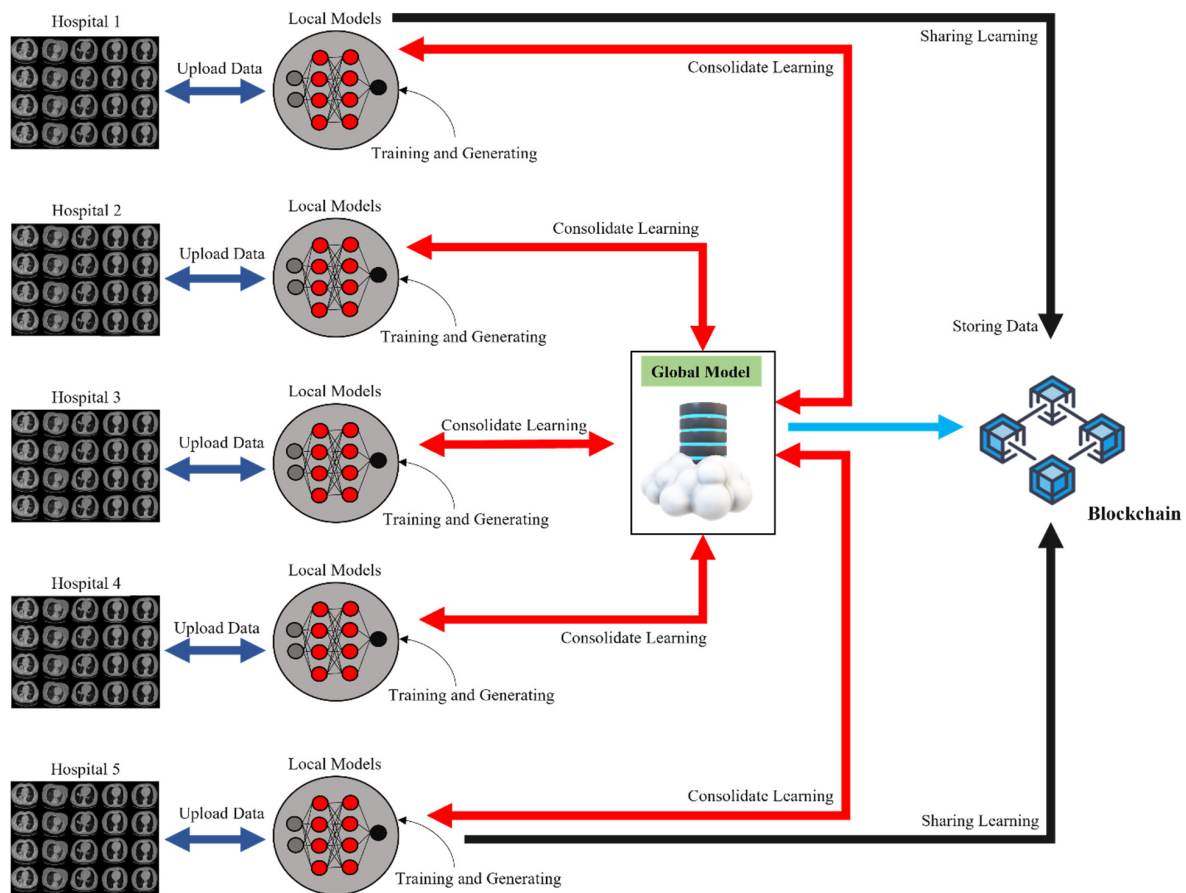 Hospital 1
Local Models
Sharing Learning
Upload Data
Consolidate Learning
Training and Generating
Hospital 2
Local Models
Consolidate Learning
Upload Data
Training and Generating
Storing Data
Global Model
Hospital 3
Local Models
Upload Data
Consolidate Learning
Training and Generating
Blockchain
Hospital 4
Local Models
Upload Data
Consolidate Learning
Training and Generating
Hospital 5
Local Models
Consolidate Learning
Upload Data
Sharing Learning
Training and Generating